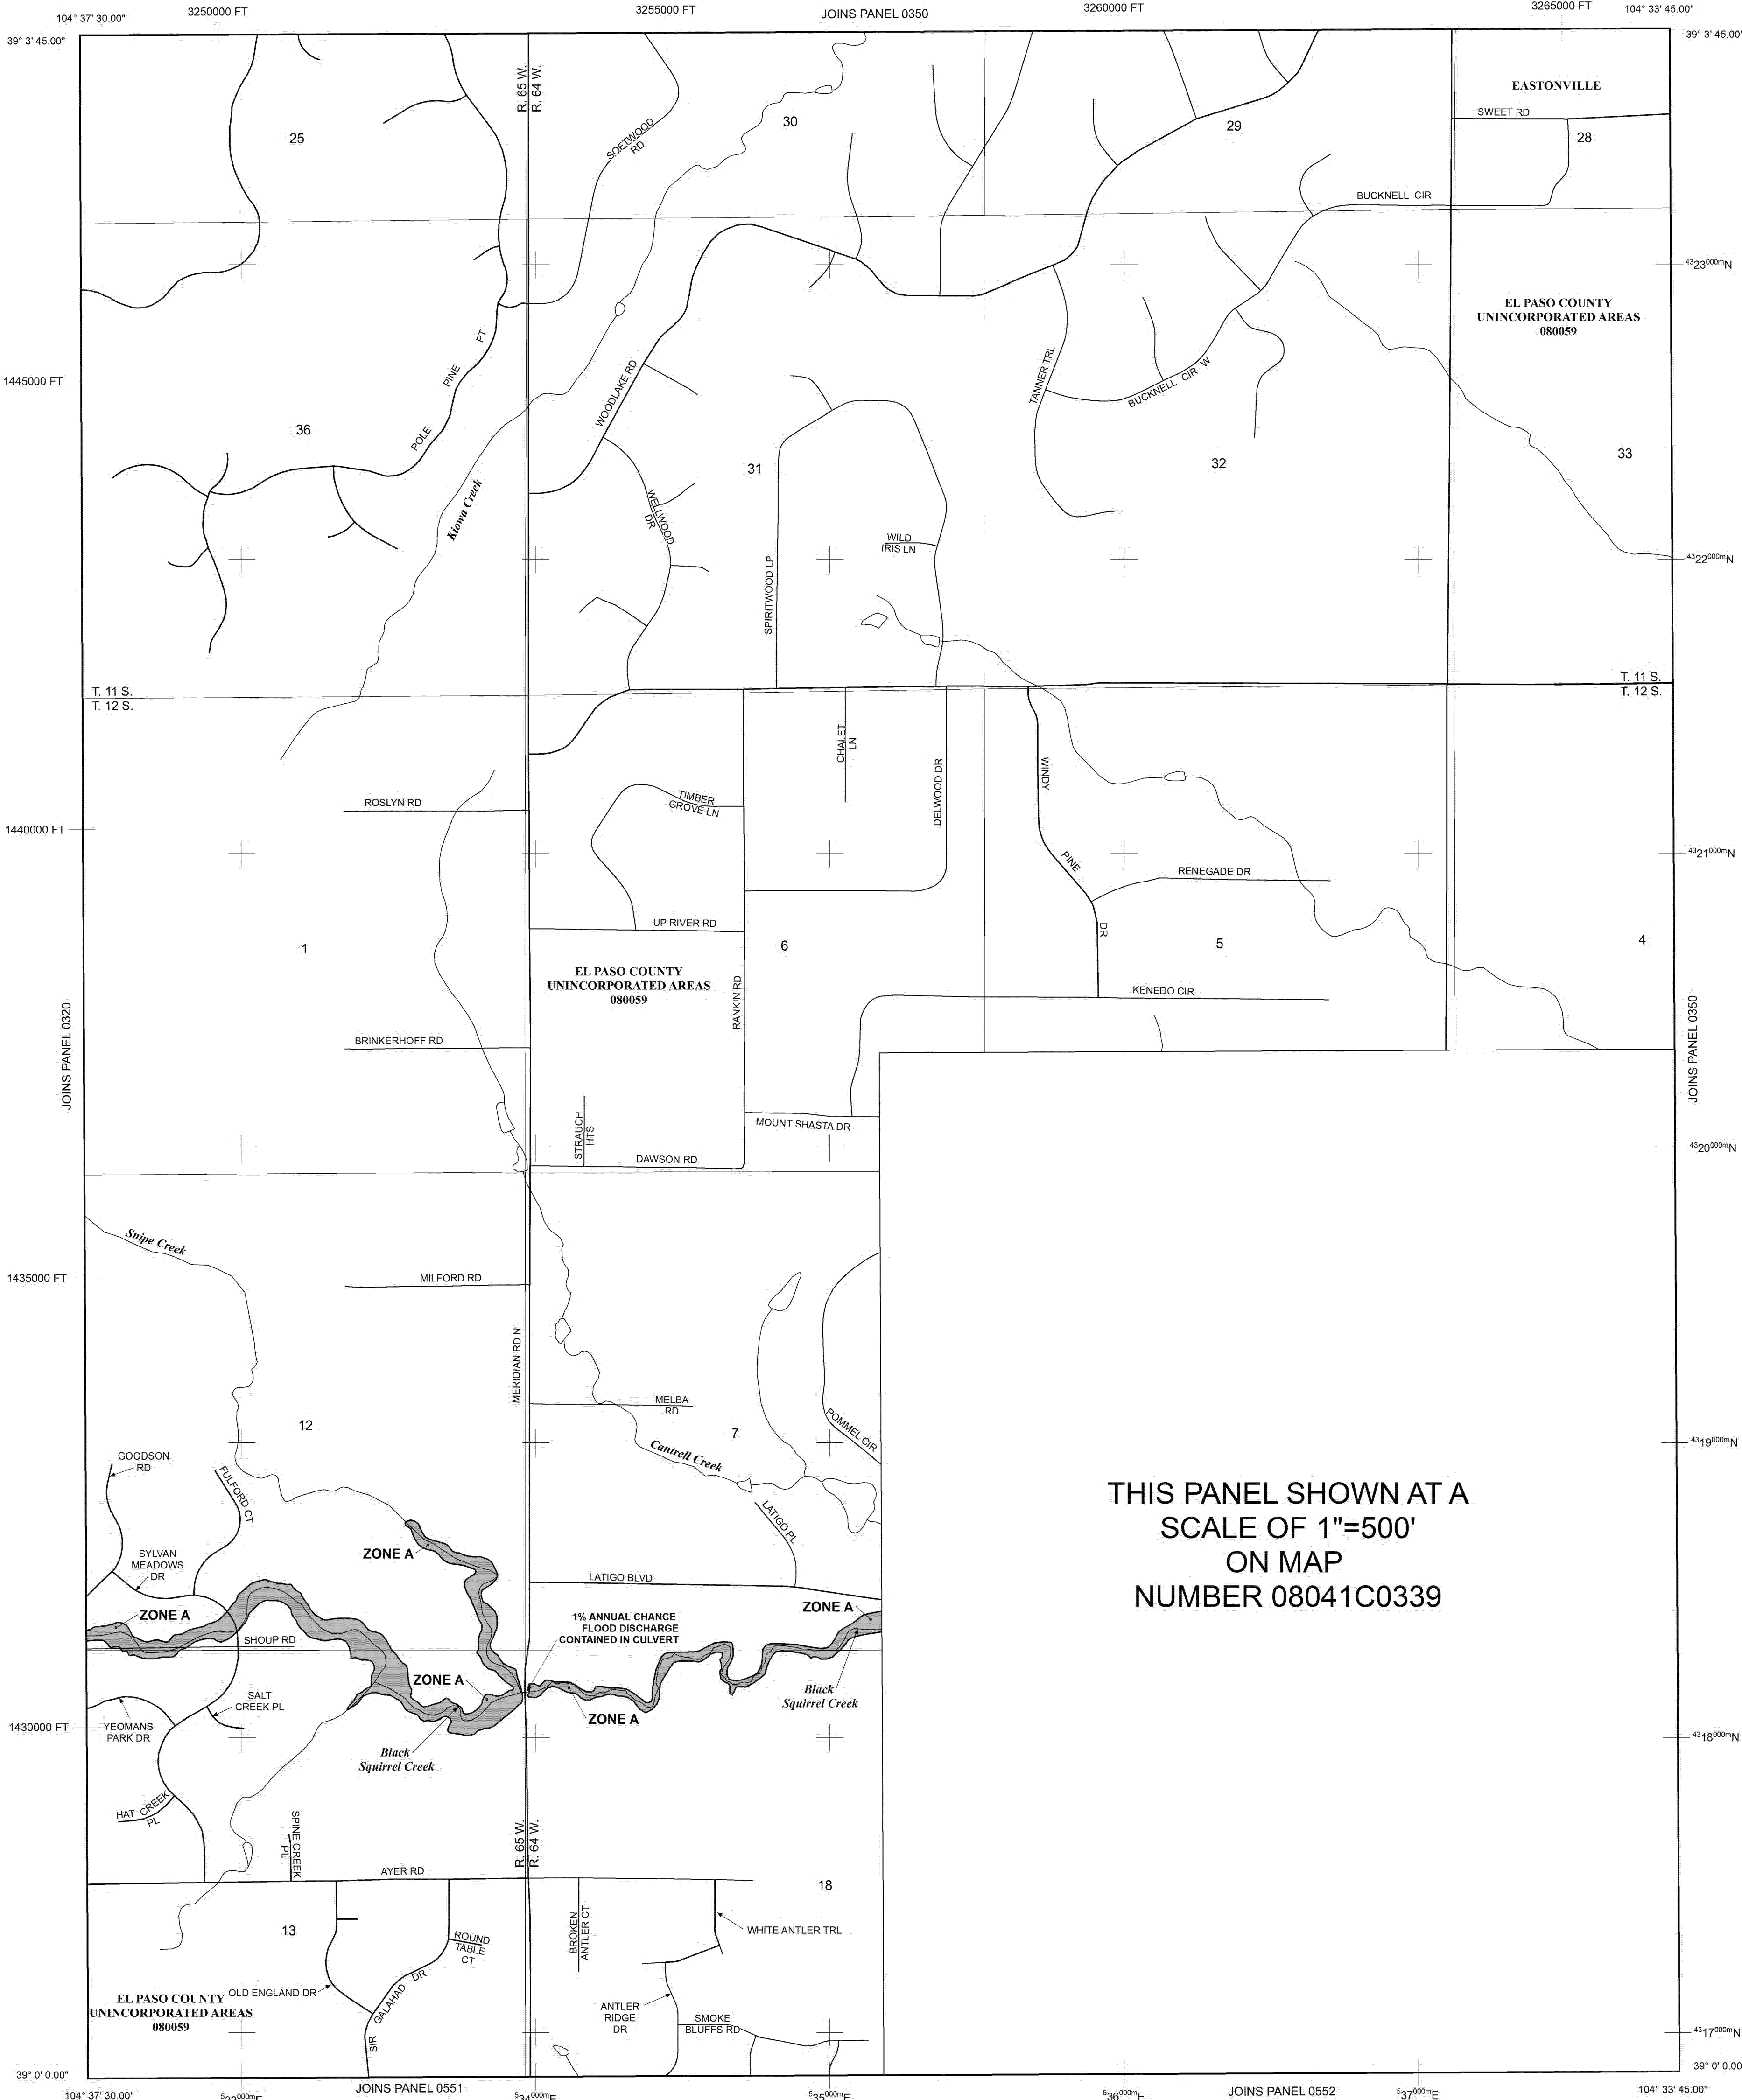 3250000 FT
3255000 FT
JOINS PANEL 0350
3260000 FT
3265000 FT
104° 37' 30.00"
104° 33' 45.00"
39° 3' 45.00"
39° 3' 45.00'
R. 65 W.
R. 64 W.
EASTONVILLE
SWEET RD
25
30
29
28
SOFTWOOD
RD
BUCKNELL CIR
4323000mN
EL PASO COUNTY
UNINCORPORATED AREAS
080059
POLE PINE PT
WOODLAKE RD
TANNER TRL
BUCKNELL CIR W
1445000 FT
36
31
32
33
Kiowa Creek
WELLWOOD
DR
WILD
IRIS LN
SPIRITWOOD LP
4322000mN
T. 11 S.
T. 12 S.
T. 11 S.
T. 12 S.
CHALET
LN
DELWOOD DR
WINDY PINE DR
ROSLYN RD
TIMBER
GROVE LN
1440000 FT
4321000mN
RENEGADE DR
UP RIVER RD
1
6
5
4
EL PASO COUNTY
UNINCORPORATED AREAS
080059
RANKIN RD
KENEDO CIR
JOINS PANEL 0320
JOINS PANEL 0350
BRINKERHOFF RD
STRAUCH
HTS
MOUNT SHASTA DR
4320000mN
DAWSON RD
Snipe Creek
1435000 FT
MILFORD RD
MERIDIAN RD N
MELBA
RD
POMMEL CIR
12
7
4319000mN
Cantrell Creek
GOODSON
RD
FULFORD CT
LATIGO PL
THIS PANEL SHOWN AT A
SCALE OF 1"=500'
ON MAP
NUMBER 08041C0339
ZONE A
SYLVAN
MEADOWS
DR
LATIGO BLVD
ZONE A
1% ANNUAL CHANCE
FLOOD DISCHARGE
CONTAINED IN CULVERT
ZONE A
SHOUP RD
ZONE A
SALT
CREEK PL
Black
Squirrel Creek
ZONE A
1430000 FT
YEOMANS
PARK DR
4318000mN
Black
Squirrel Creek
HAT CREEK
PL
SPINE CREEK
PL
R. 65 W.
R. 64 W.
AYER RD
18
13
BROKEN
ANTLER CT
WHITE ANTLER TRL
ROUND
TABLE
CT
OLD ENGLAND DR
SIR GALAHAD DR
EL PASO COUNTY
UNINCORPORATED AREAS
080059
ANTLER
RIDGE
DR
SMOKE
BLUFFS RD
4317000mN
39° 0' 0.00"
39° 0' 0.00
104° 37' 30.00"
JOINS PANEL 0551
534000mE
535000mE
536000mE
JOINS PANEL 0552
537000mE
104° 33' 45.00"